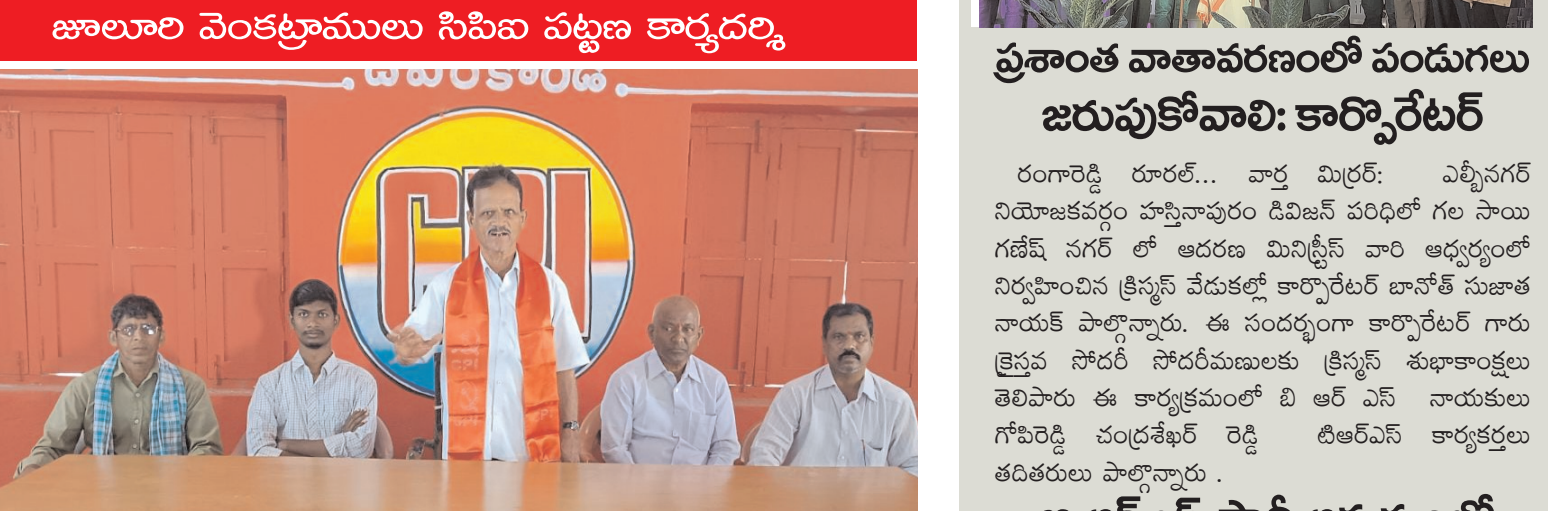 జూలూరి వెంకట్రాములు సిపిఐ పట్టణ కార్యదర్శి
దేవరకొండ
CPI
ప్రశాంత వాతావరణంలో పండుగలు
జరుపుకోవాలి: కార్పొరేటర్
రంగారెడ్డి రూరల్... వార్త మిర్రర్: ఎల్బీనగర్
నియోజకవర్గం హస్తినాపురం డివిజన్ పరిధిలో గల సాయి
గణేష్ నగర్ లో ఆదరణ మినిస్ట్రీస్ వారి ఆధ్వర్యంలో
నిర్వహించిన క్రిస్మస్ వేడుకల్లో కార్పొరేటర్ బానోత్ సుజాత
నాయక్ పాల్గొన్నారు. ఈ సందర్భంగా కార్పొరేటర్ గారు
క్రైస్తవ సోదరీ సోదరీమణులకు క్రిస్మస్ శుభాకాంక్షలు
తెలిపారు ఈ కార్యక్రమంలో బి ఆర్ ఎస్ నాయకులు
గోపిరెడ్డి చంద్రశేఖర్ రెడ్డి టిఆర్ఎస్ కార్యకర్తలు
తదితరులు పాల్గొన్నారు .